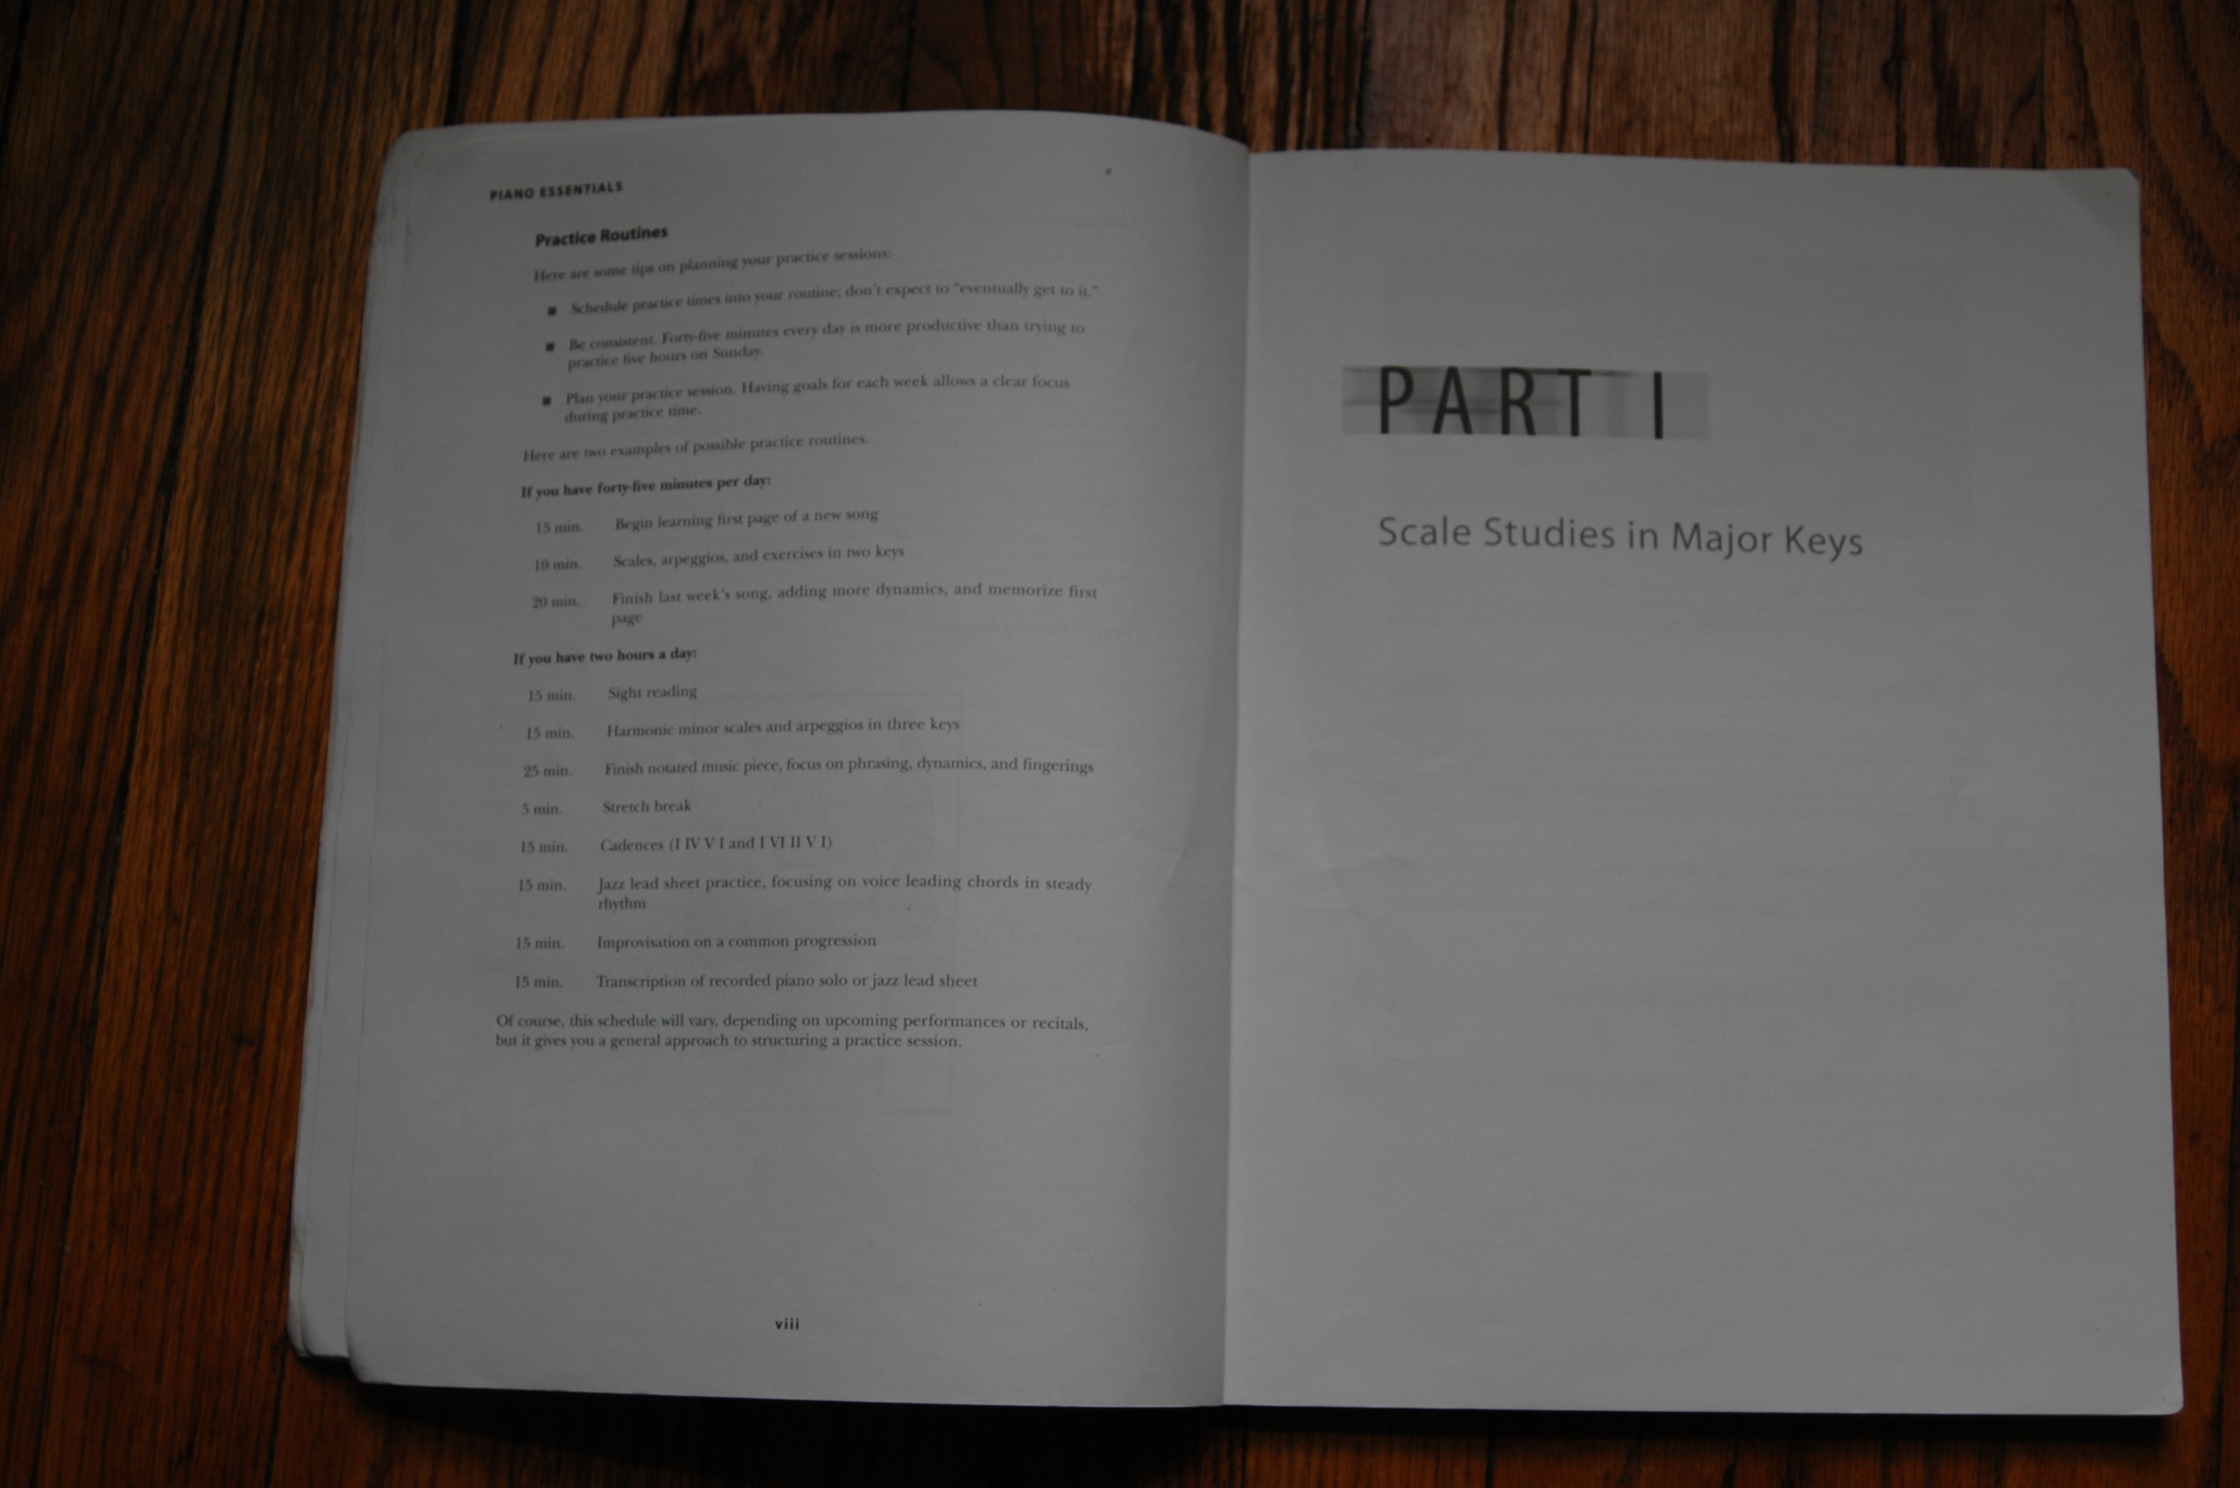 PIANO ESSENTIALS
Practice Routines
Here are some tips on planning your practice sessions:
■ Schedule practice times into your routine; don't expect to "eventually get to it."
■ Be consistent. Forty-five minutes every day is more productive than trying to
practice five hours on Sunday.
■ Plan your practice session. Having goals for each week allows a clear focus
during practice time.
Here are two examples of possible practice routines.
If you have forty-five minutes per day:
15 min. Begin learning first page of a new song
10 min. Scales, arpeggios, and exercises in two keys
20 min. Finish last week's song, adding more dynamics, and memorize first
page
If you have two hours a day:
15 min. Sight reading
15 min. Harmonic minor scales and arpeggios in three keys
25 min. Finish notated music piece, focus on phrasing, dynamics, and fingerings
5 min. Stretch break
15 min. Cadences (I IV V I and I VI II V I)
15 min. Jazz lead sheet practice, focusing on voice leading chords in steady
rhythm
15 min. Improvisation on a common progression
15 min. Transcription of recorded piano solo or jazz lead sheet
Of course, this schedule will vary, depending on upcoming performances or recitals,
but it gives you a general approach to structuring a practice session.
viii
PART I
Scale Studies in Major Keys